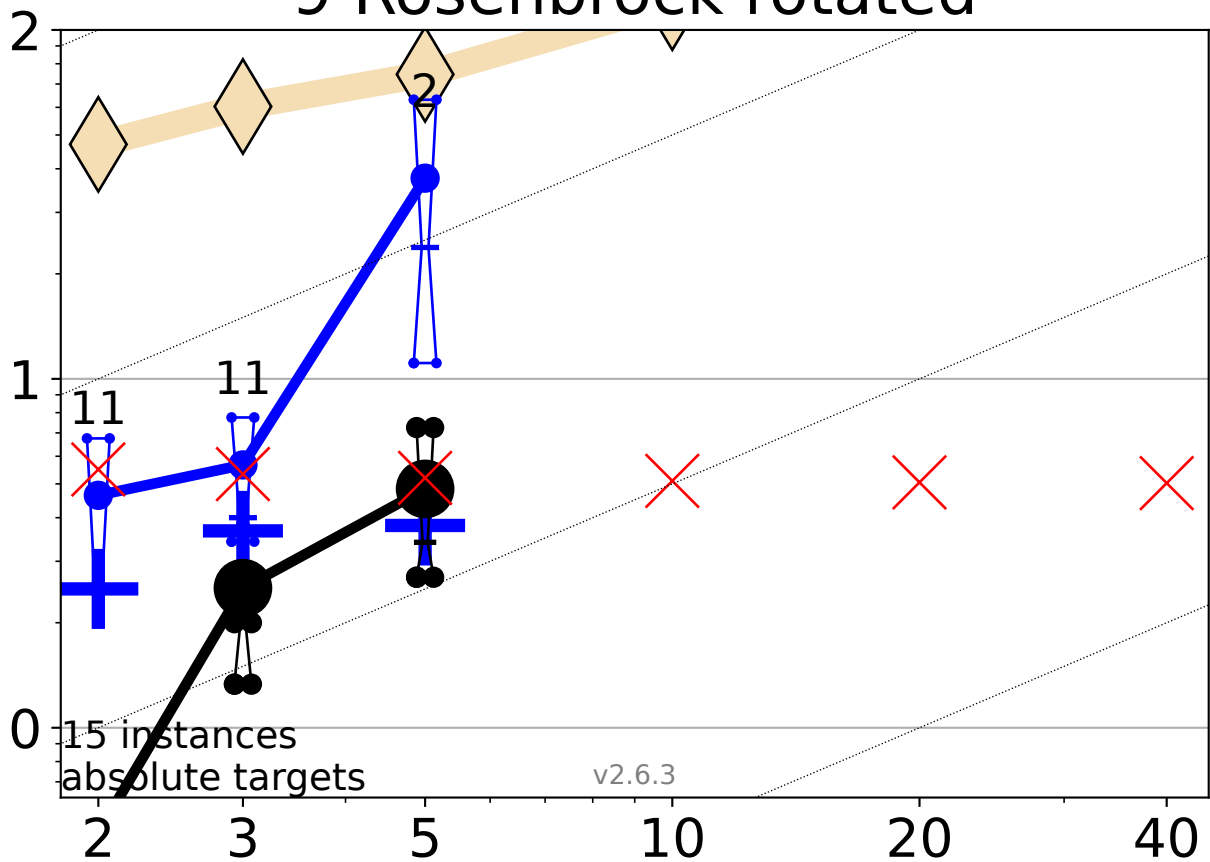 9 Rosenbrock rotated
2
2
11
1
11
0
15 instances
absolute targets
v2.6.3
2 3 5 10 20 40